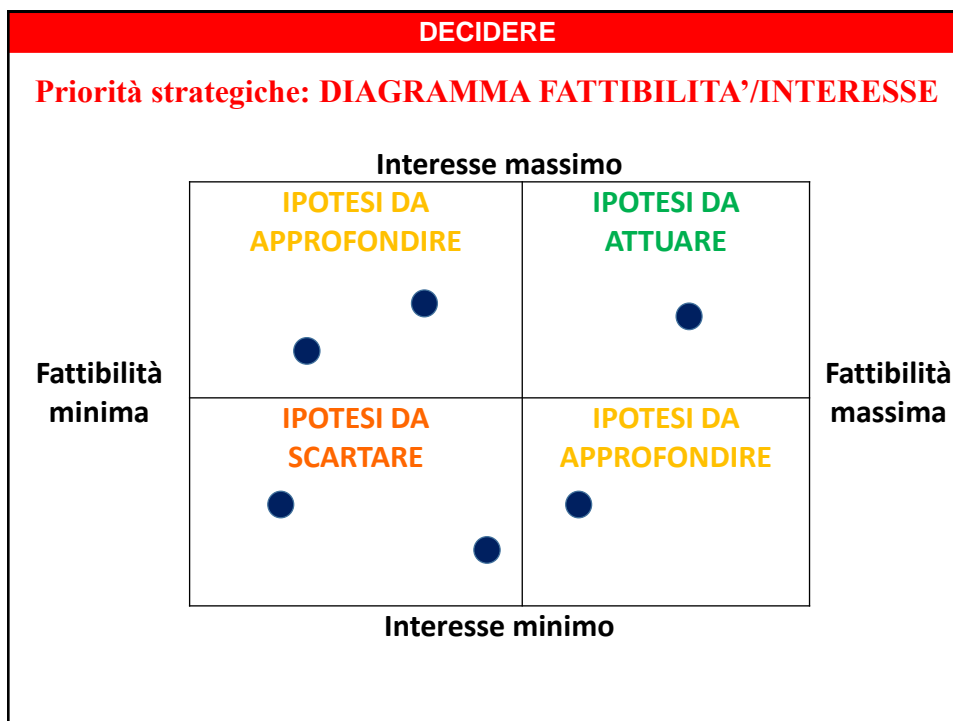 DECIDERE
Priorità strategiche: DIAGRAMMA FATTIBILITA’/INTERESSE
Interesse massimo
IPOTESI DA
APPROFONDIRE
IPOTESI DA
ATTUARE
Fattibilità
minima
Fattibilità
massima
IPOTESI DA
SCARTARE
IPOTESI DA
APPROFONDIRE
Interesse minimo